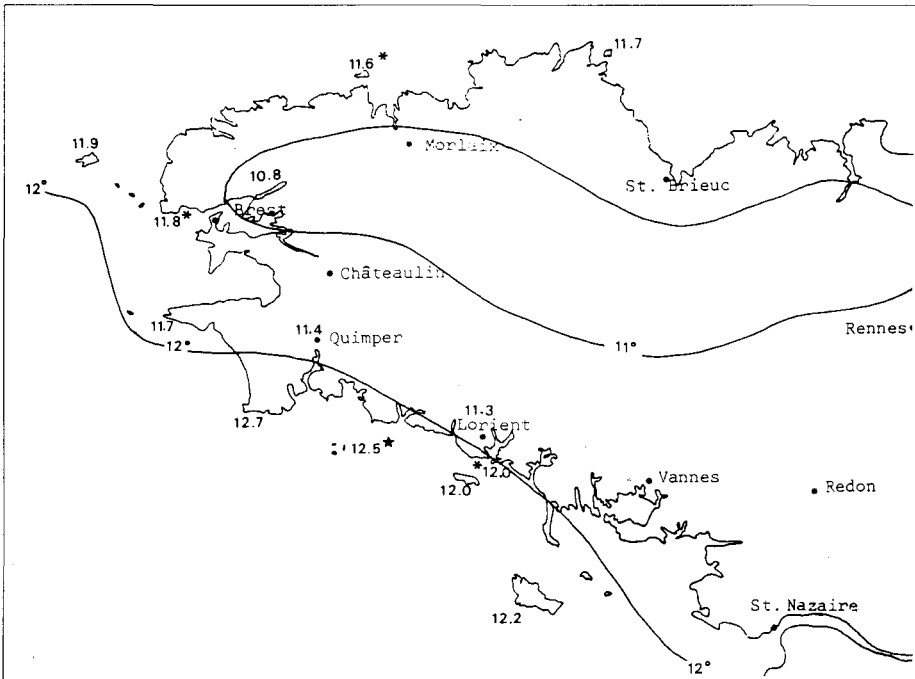 11.7
11.6 *
Morlaix
11.9
10.8
St. Brieuc
12°
Brest
11.8 *
Châteaulin
11.7
11.4
Quimper
Rennes
12°
11°
11.3
12.7
Lorient
12.5 ★
* 12.0
12.0
Vannes
Redon
St. Nazaire
12.2
12°